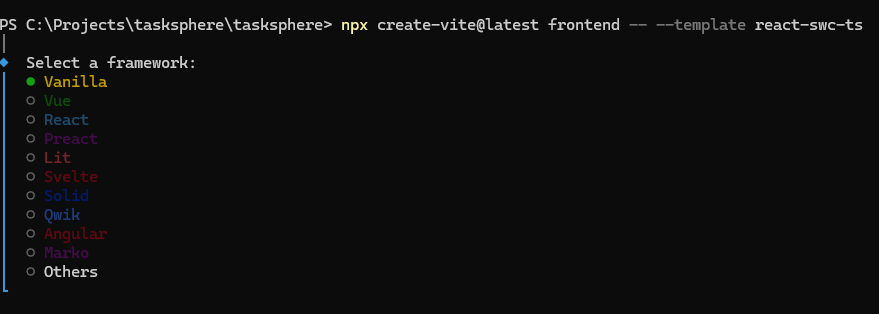 PS C:\Projects\tasksphere\tasksphere> npx create-vite@latest frontend -- --template react-swc-ts
Select a framework:
Vanilla
Vue
React
Preact
Lit
Svelte
Solid
Qwik
Angular
Marko
Others